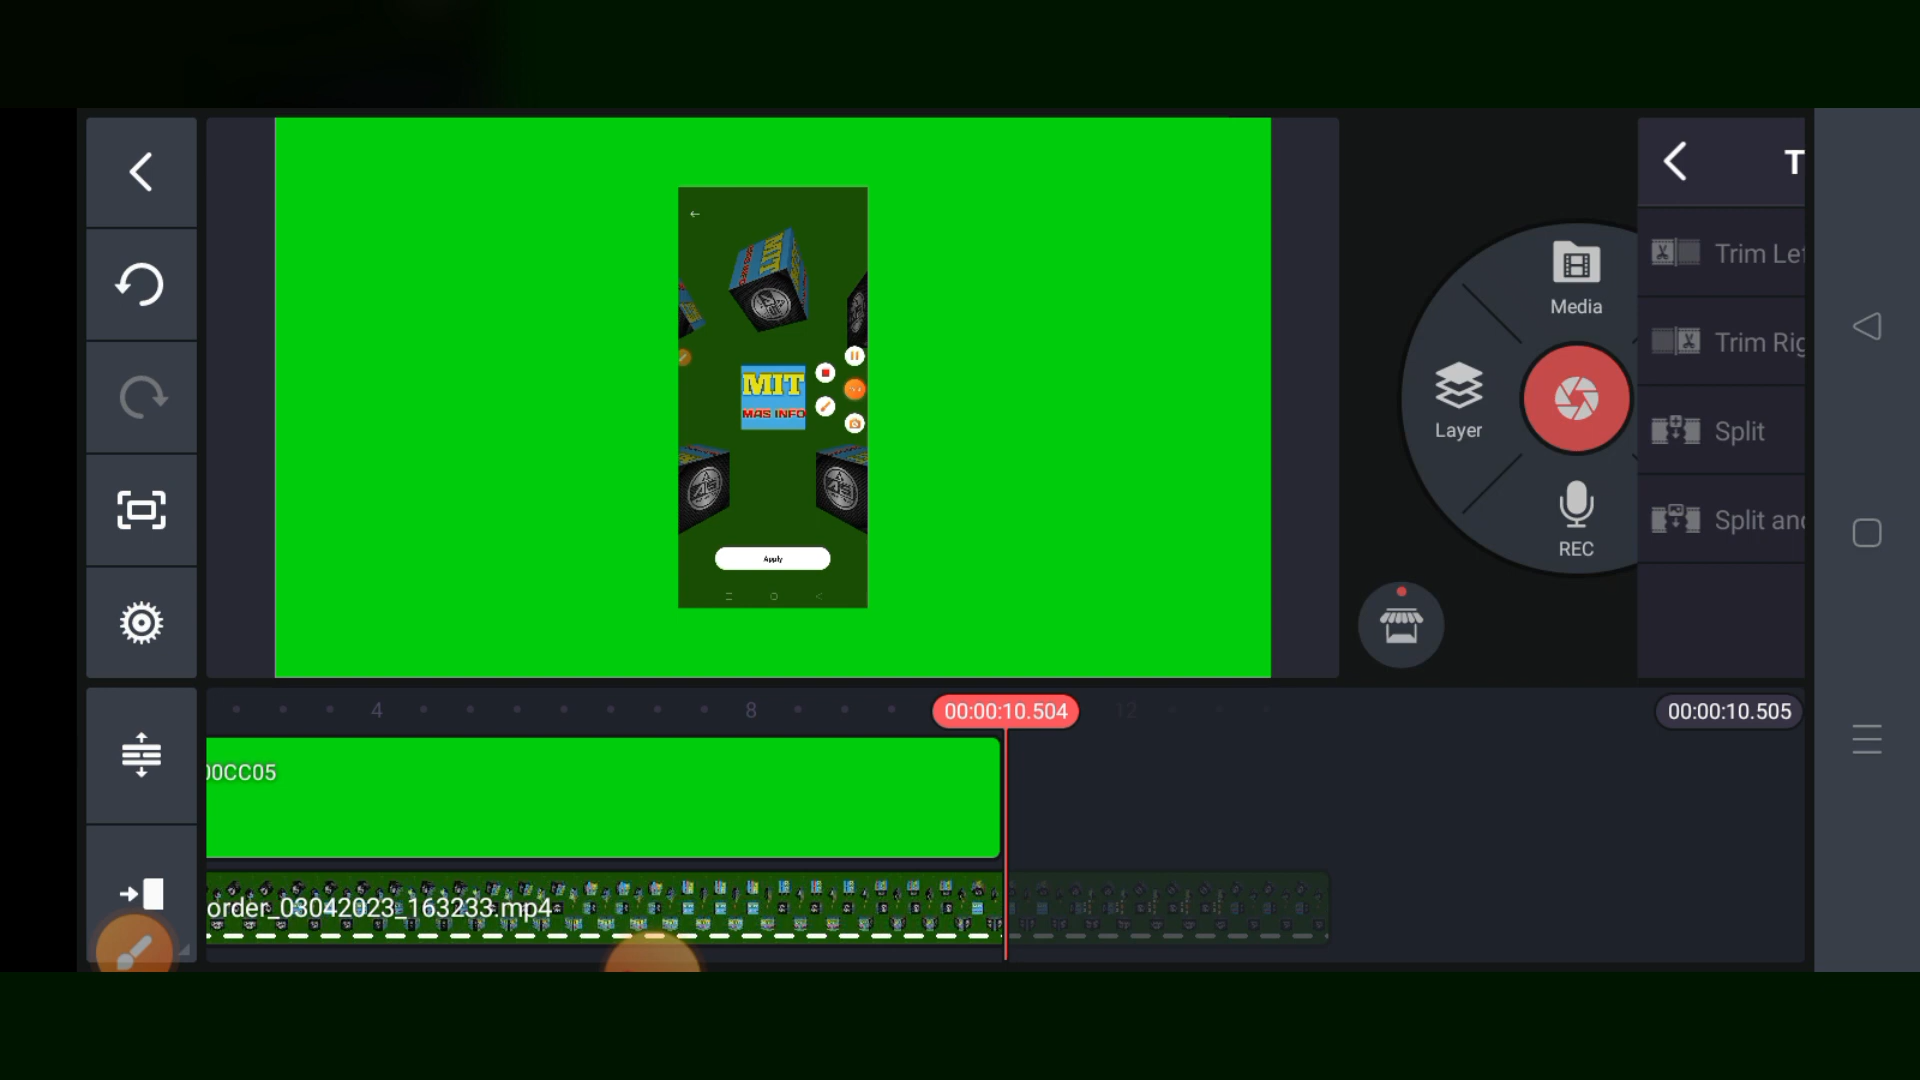 T
Trim Lef
Media
Trim Rig
MIT
MAS INFO
Layer
Split
Split and
REC
Apply
4
8
00:00:10.504
12
00:00:10.505
00CC05
order_03042023_163233.mp4